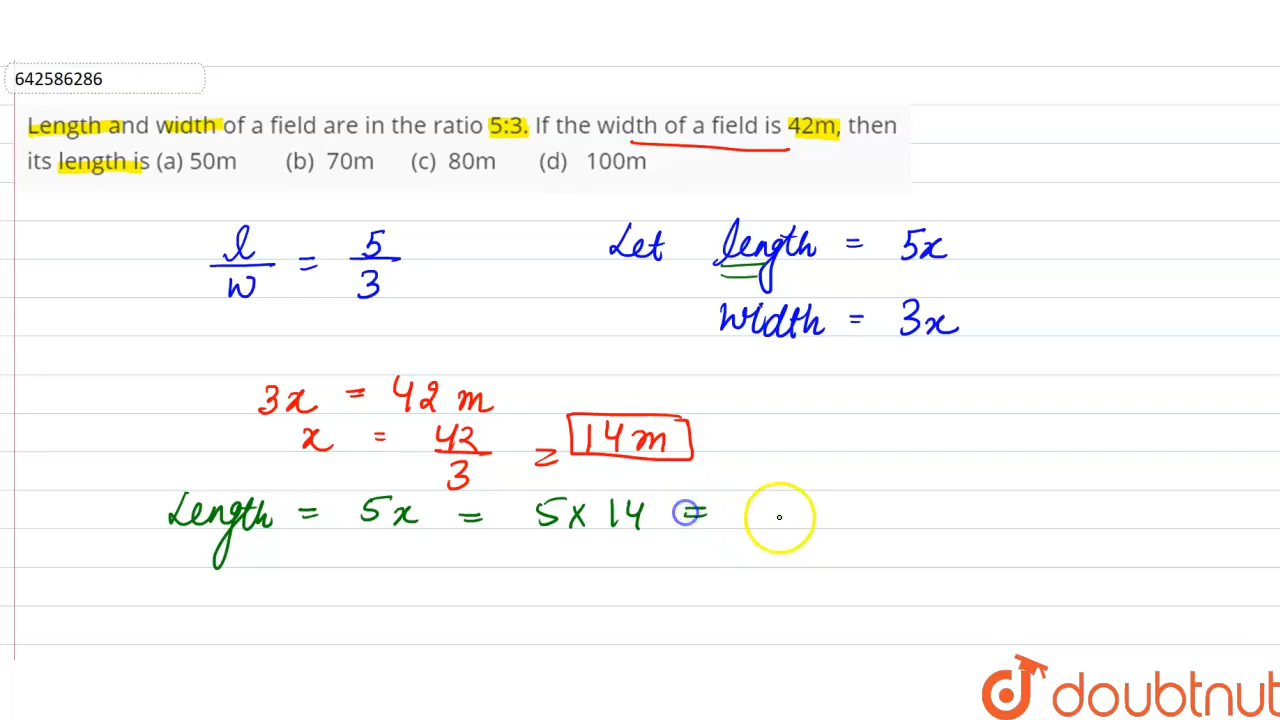 642586286
Length and width of a field are in the ratio 5:3. If the width of a field is 42m, then
its length is (a) 50m (b) 70m (c) 80m (d) 100m
l/w = 5/3
Let length = 5x
Width = 3x
3x = 42 m
x = 42/3 = 14m
Length = 5x = 5 x 14 =
doubtnut